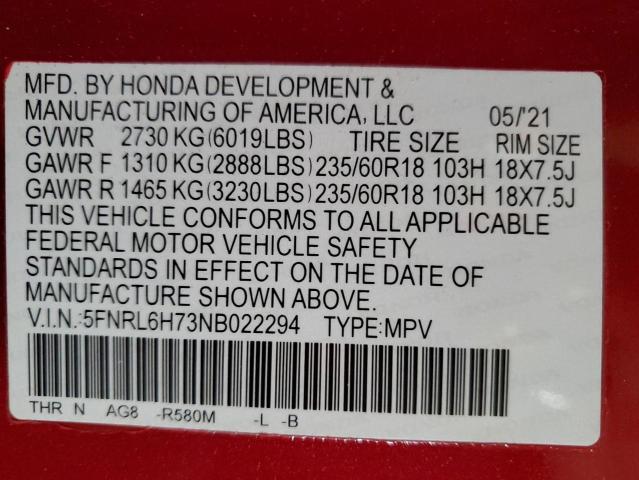 MFD. BY HONDA DEVELOPMENT &
MANUFACTURING OF AMERICA, LLC 05/'21
GVWR 2730 KG(6019LBS) TIRE SIZE RIM SIZE
GAWR F 1310 KG(2888LBS)235/60R18 103H 18X7.5J
GAWR R 1465 KG(3230LBS)235/60R18 103H 18X7.5J
THIS VEHICLE CONFORMS TO ALL APPLICABLE
FEDERAL MOTOR VEHICLE SAFETY
STANDARDS IN EFFECT ON THE DATE OF
MANUFACTURE SHOWN ABOVE.
V.I.N.:5FNRL6H73NB022294 TYPE:MPV
THR N AG8 -R580M -L -B